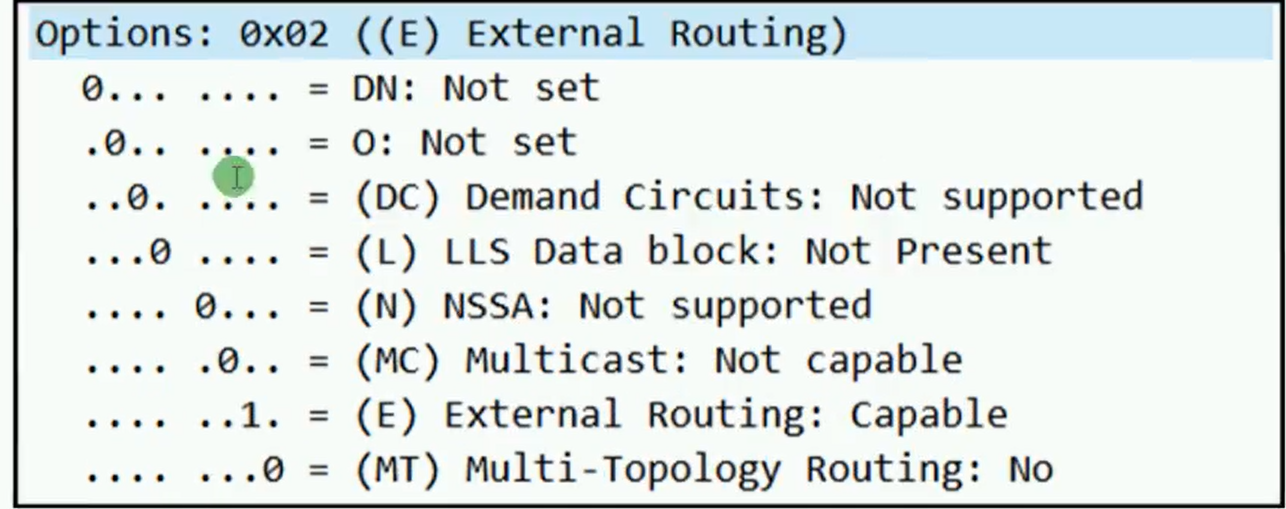 Options: 0x02 ((E) External Routing)
0... .... = DN: Not set
.0.. .... = O: Not set
..0. .... = (DC) Demand Circuits: Not supported
...0 .... = (L) LLS Data block: Not Present
.... 0... = (N) NSSA: Not supported
.... .0.. = (MC) Multicast: Not capable
.... ..1. = (E) External Routing: Capable
.... ...0 = (MT) Multi-Topology Routing: No